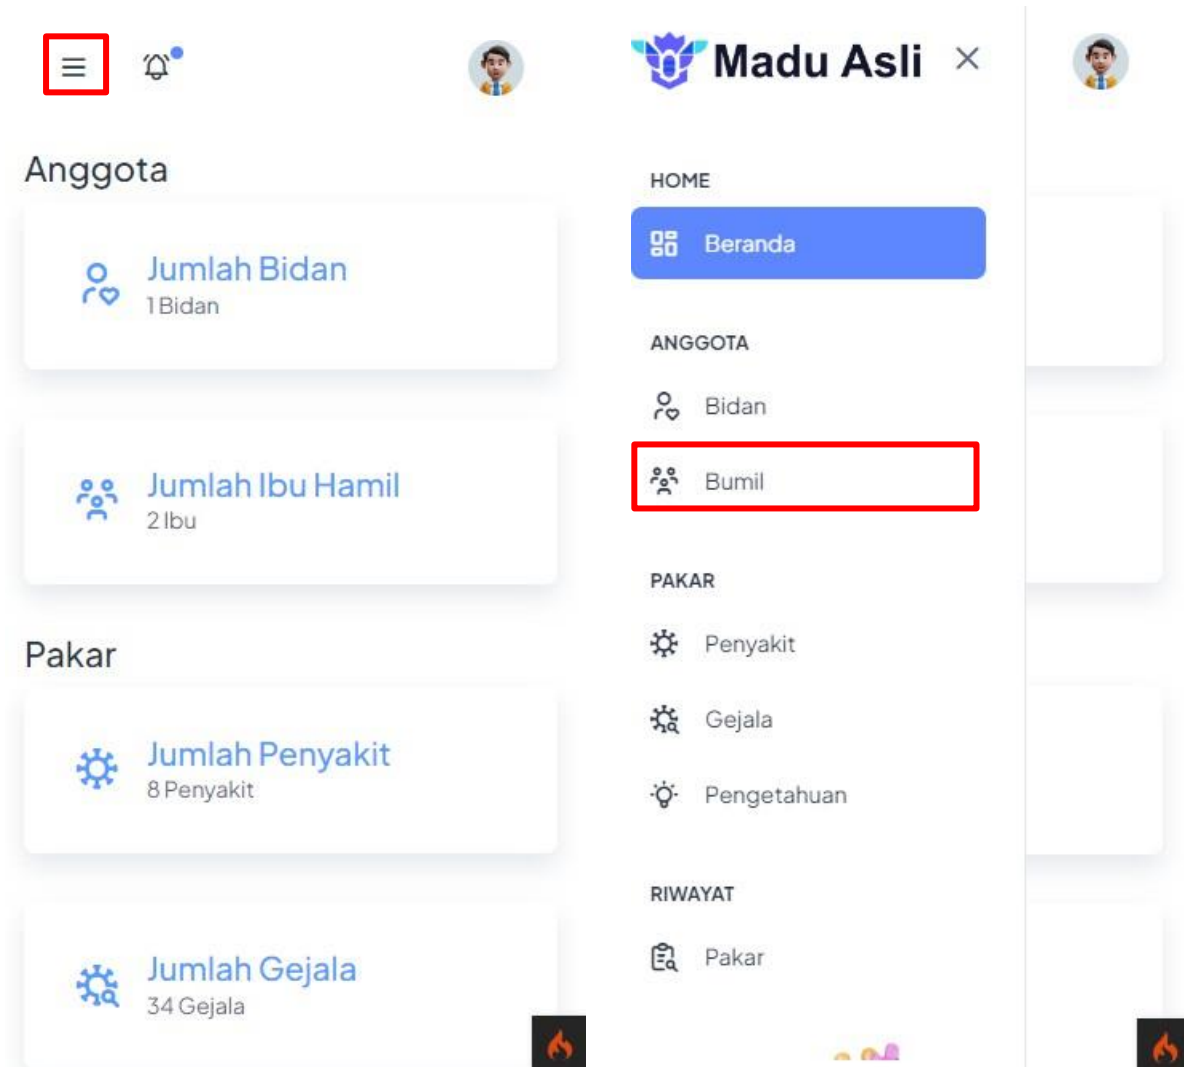 Anggota
Jumlah Bidan
1 Bidan
Jumlah Ibu Hamil
2 Ibu
Pakar
Jumlah Penyakit
8 Penyakit
Jumlah Gejala
34 Gejala
Madu Asli
HOME
Beranda
ANGGOTA
Bidan
Bumil
PAKAR
Penyakit
Gejala
Pengetahuan
RIWAYAT
Pakar